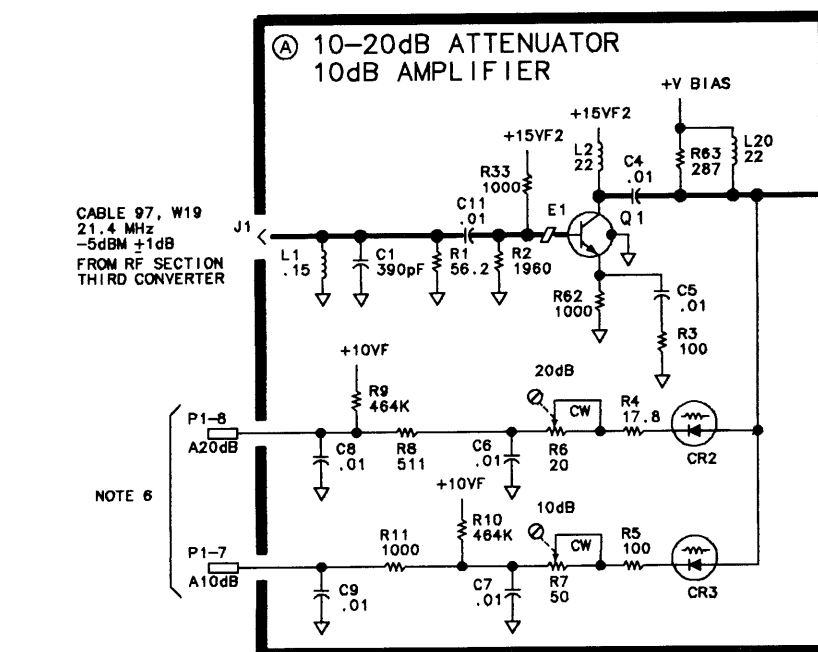 A 10-20dB ATTENUATOR
10dB AMPLIFIER
+V BIAS
+15VF2
+15VF2
L2
22
C4
.01
R63
287
L20
22
R33
1000
C11
.01
E1
Q1
CABLE 97, W19
21.4 MHz
-5dBM ±1dB
FROM RF SECTION
THIRD CONVERTER
J1
L1
.15
C1
390pF
R1
56.2
R2
1960
R62
1000
C5
.01
R3
100
+10VF
R9
464K
20dB
CW
R4
17.8
P1-8
A20dB
C8
.01
R8
511
C6
.01
R6
20
CR2
NOTE 6
+10VF
R10
464K
10dB
CW
R11
1000
R5
100
P1-7
A10dB
C9
.01
C7
.01
R7
50
CR3